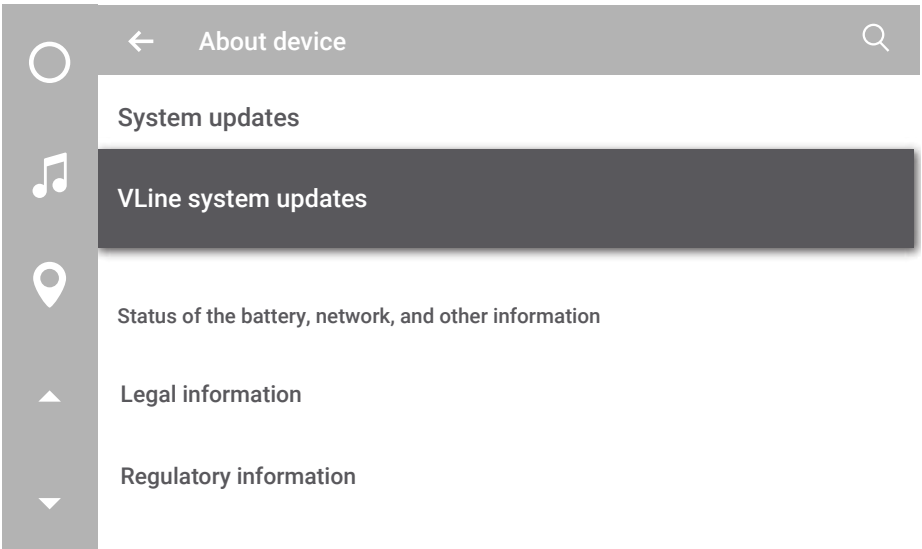 About device
System updates
VLine system updates
Status of the battery, network, and other information
Legal information
Regulatory information